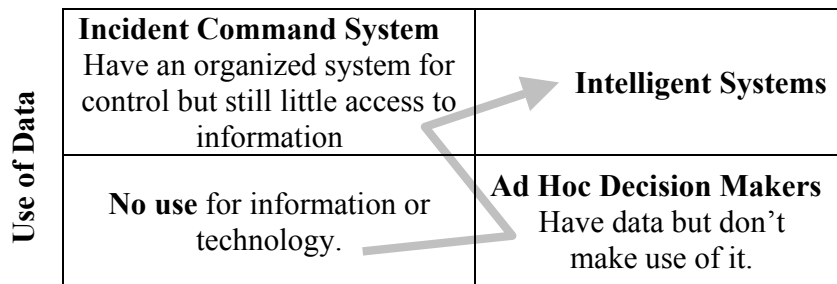 Use of Data
Incident Command System
Have an organized system for
control but still little access to
information
Intelligent Systems
No use for information or
technology.
Ad Hoc Decision Makers
Have data but don’t
make use of it.